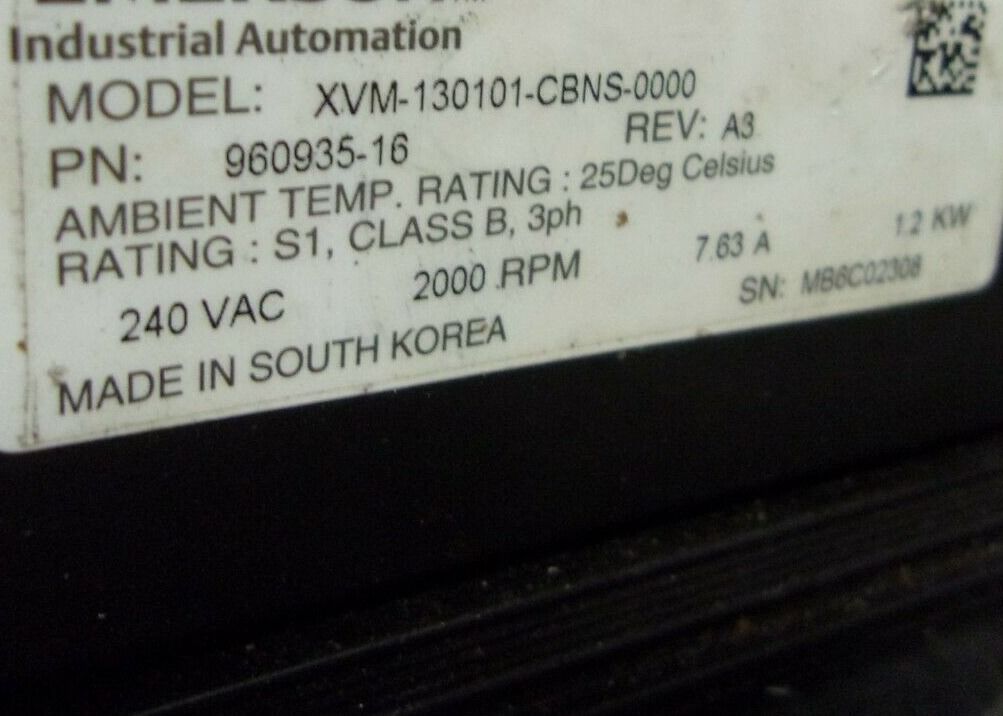 EMERSON
Industrial Automation
MODEL: XVM-130101-CBNS-0000
PN: 960935-16 REV: A3
AMBIENT TEMP. RATING : 25Deg Celsius
RATING : S1, CLASS B, 3ph
240 VAC 2000 RPM 7.63 A 1.2 KW
MADE IN SOUTH KOREA SN: MB6C02308